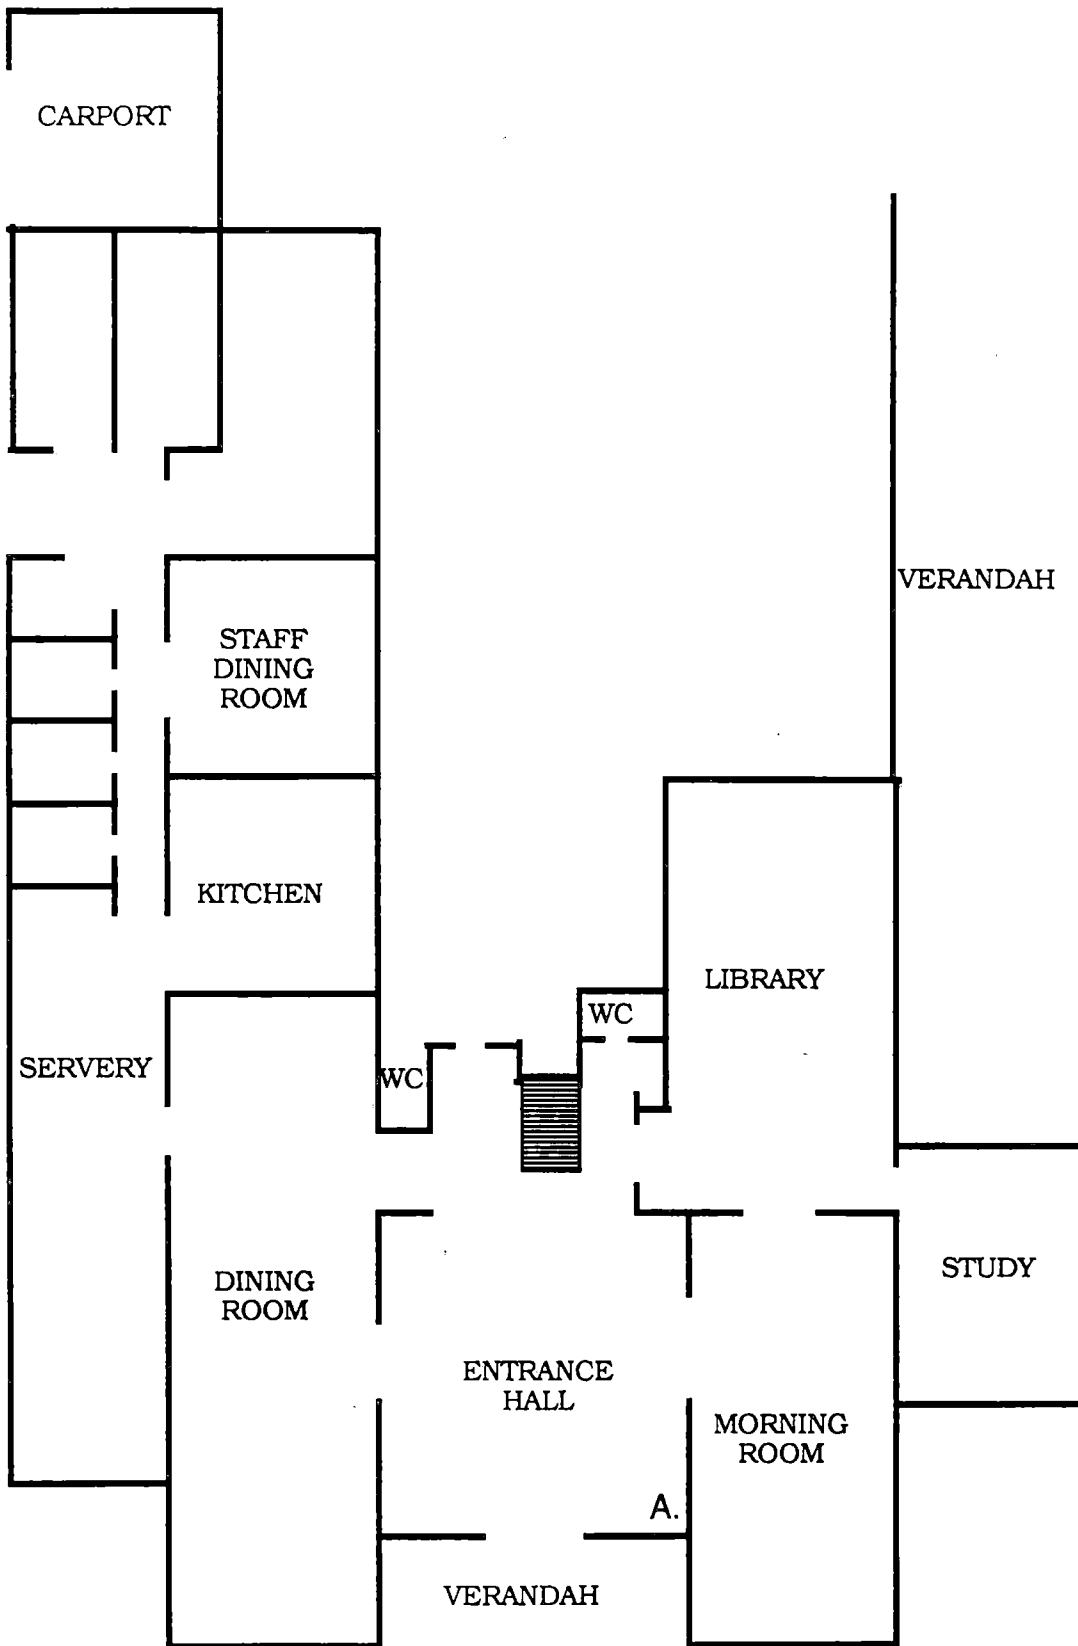 CARPORT
VERANDAH
STAFF
DINING
ROOM
KITCHEN
LIBRARY
WC
SERVERY
WC
STUDY
DINING
ROOM
ENTRANCE
HALL
MORNING
ROOM
A.
VERANDAH